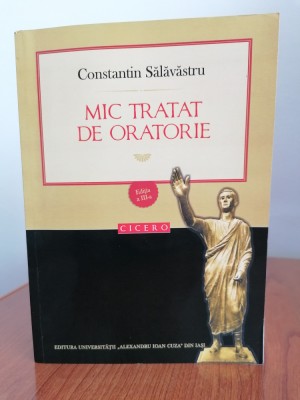 Constantin Sălăvăstru
MIC TRATAT
DE ORATORIE
Ediția
a III-a
CICERO
EDITURA UNIVERSITĂȚII „ALEXANDRU IOAN CUZA” DIN IAȘI